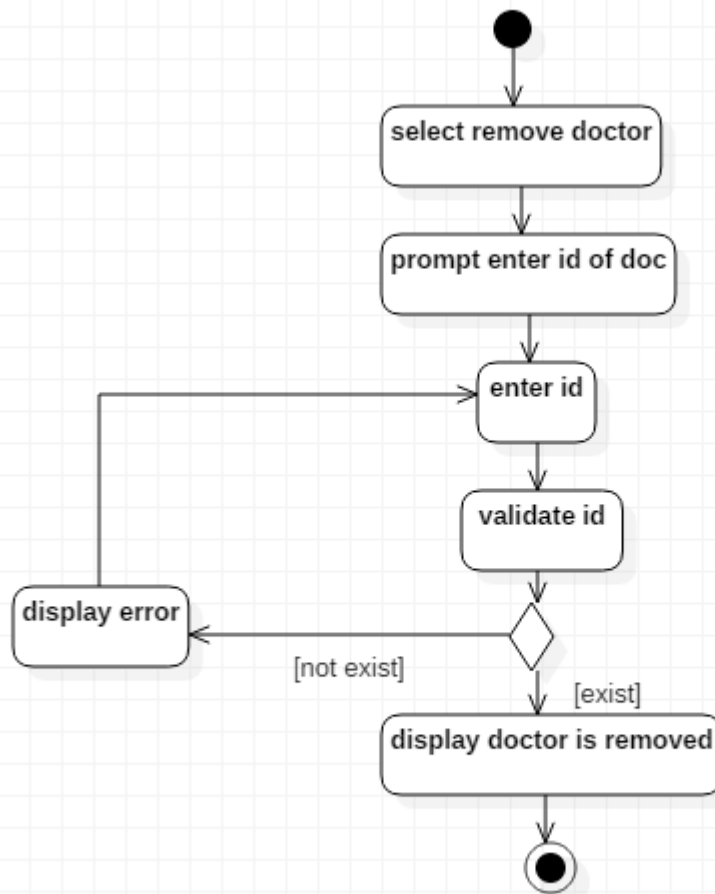 select remove doctor
prompt enter id of doc
enter id
validate id
display error
[not exist]
[exist]
display doctor is removed